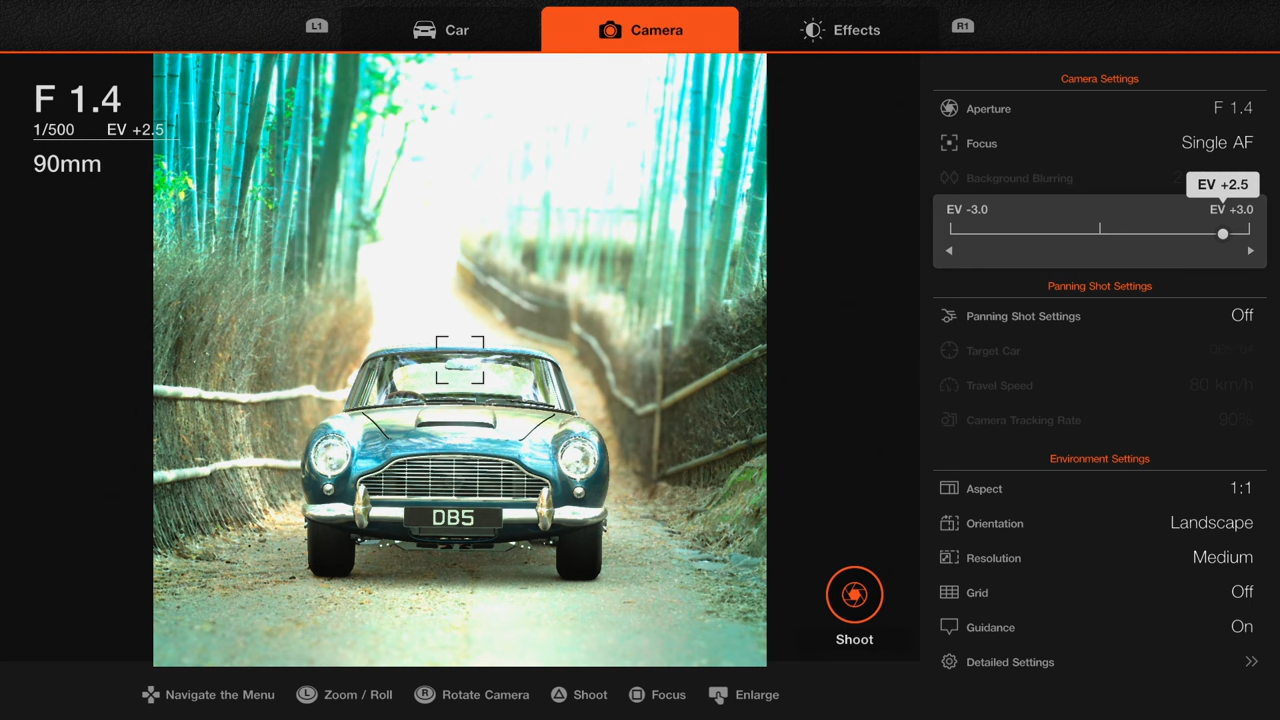 L1
Car
Camera
Effects
R1
F 1.4
1/500 EV +2.5
90mm
DB5
Shoot
Camera Settings
Aperture F 1.4
Focus Single AF
Background Blurring
EV +2.5
EV -3.0 EV +3.0
Panning Shot Settings
Panning Shot Settings Off
Target Car
Travel Speed 80 km/h
Camera Tracking Rate 90%
Environment Settings
Aspect 1:1
Orientation Landscape
Resolution Medium
Grid Off
Guidance On
Detailed Settings
Navigate the Menu L Zoom / Roll R Rotate Camera Shoot Focus Enlarge